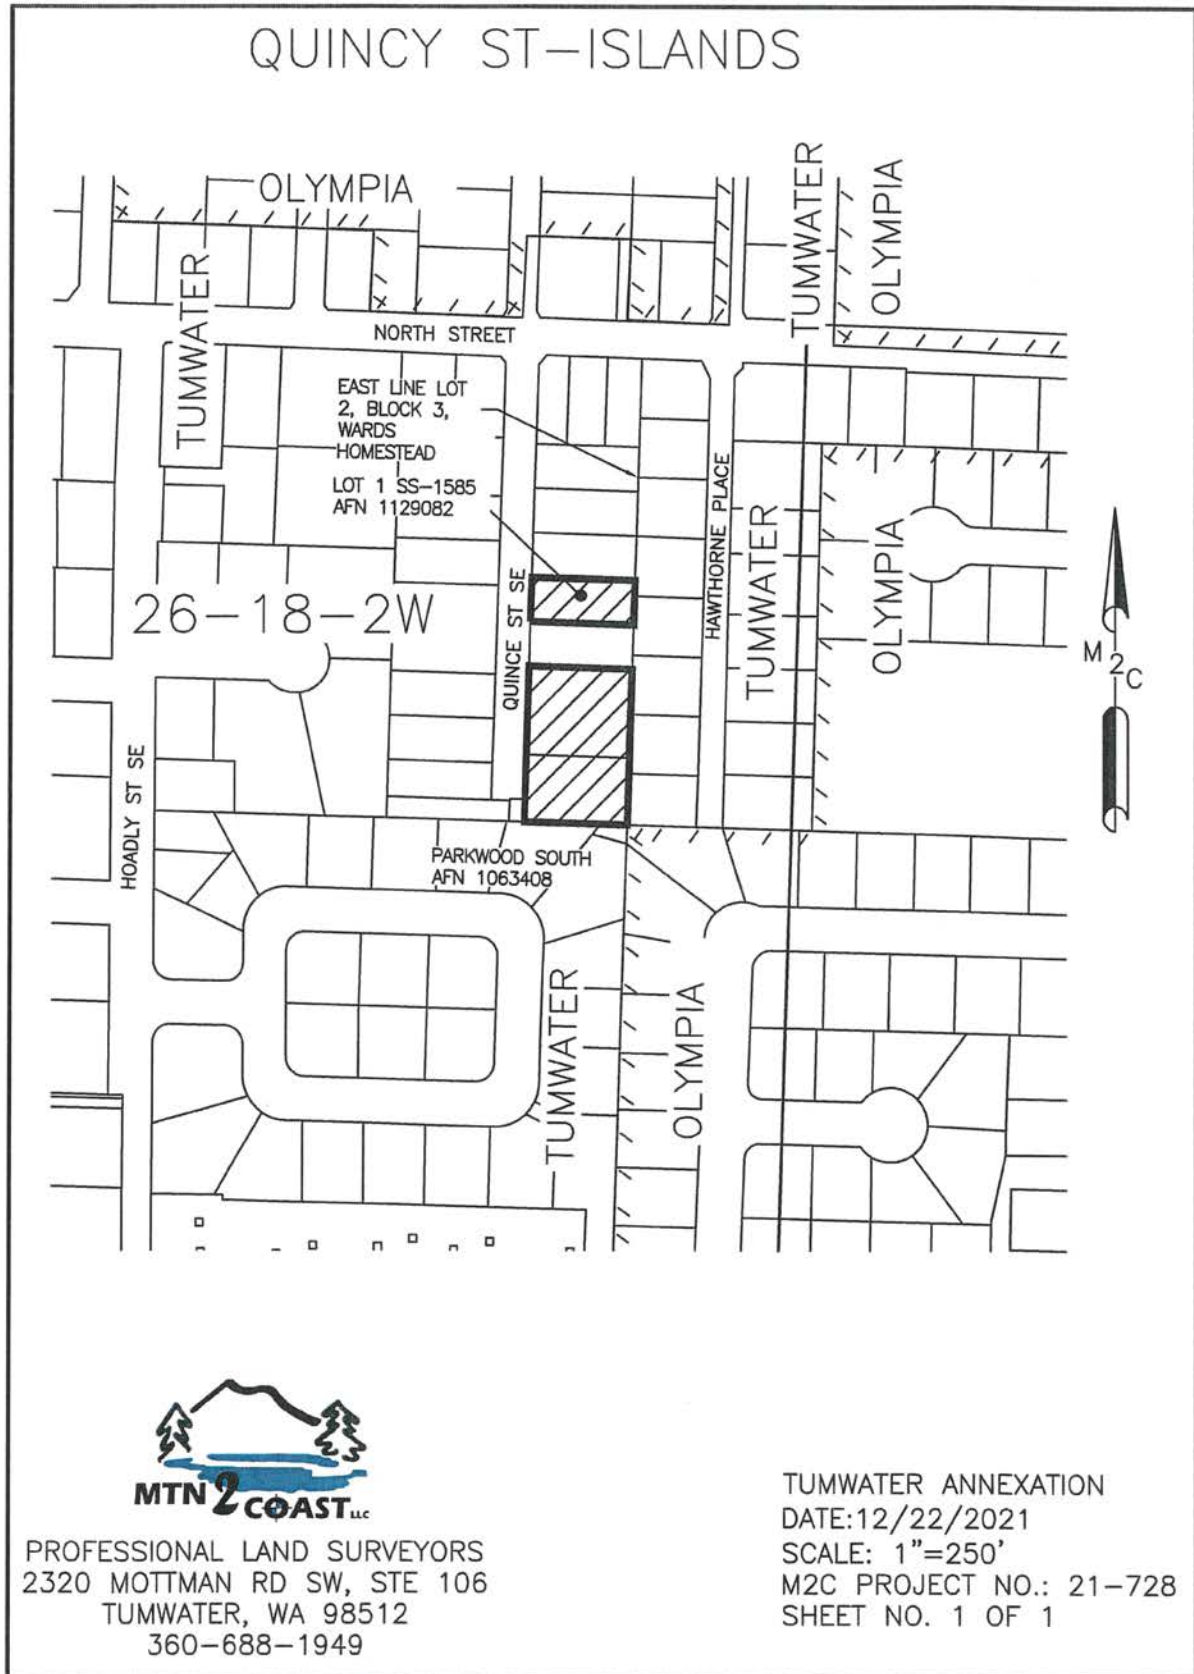 QUINCY ST-ISLANDS
OLYMPIA
TUMWATER
OLYMPIA
TUMWATER
NORTH STREET
EAST LINE LOT
2, BLOCK 3,
WARDS
HOMESTEAD
LOT 1 SS-1585
AFN 1129082
HAWTHORNE PLACE
TUMWATER
OLYMPIA
26-18-2W
QUINCE ST SE
M2C
HOADLY ST SE
PARKWOOD SOUTH
AFN 1063408
TUMWATER
OLYMPIA
MTN 2 COAST LLC
PROFESSIONAL LAND SURVEYORS
2320 MOTTMAN RD SW, STE 106
TUMWATER, WA 98512
360-688-1949
TUMWATER ANNEXATION
DATE:12/22/2021
SCALE: 1"=250'
M2C PROJECT NO.: 21-728
SHEET NO. 1 OF 1